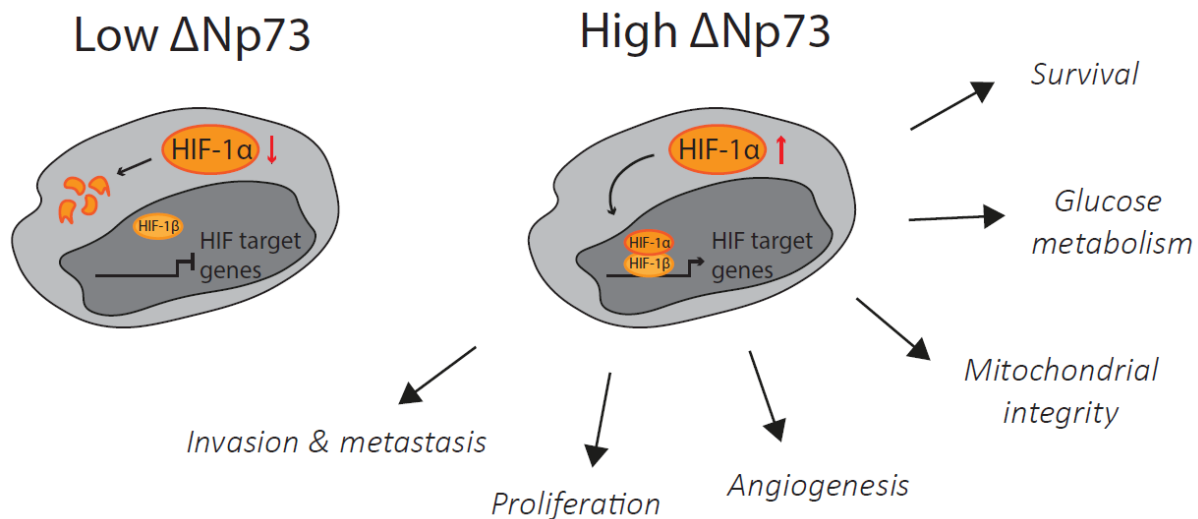 Low ΔNp73
High ΔNp73
HIF-1α
HIF-1β
HIF target
genes
HIF-1α
HIF-1α
HIF-1β
HIF target
genes
Survival
Glucose
metabolism
Mitochondrial
integrity
Angiogenesis
Proliferation
Invasion & metastasis